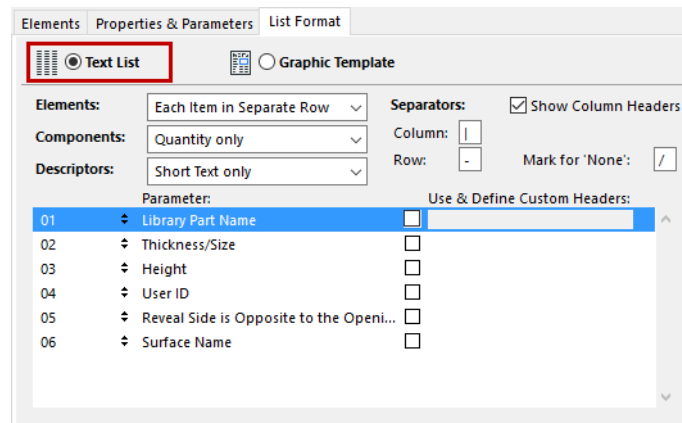 Elements Properties & Parameters List Format
Text List Graphic Template
Elements: Each Item in Separate Row Separators: Show Column Headers
Components: Quantity only Column: |
Descriptors: Short Text only Row: - Mark for 'None': /
Parameter: Use & Define Custom Headers:
01 Library Part Name
02 Thickness/Size
03 Height
04 User ID
05 Reveal Side is Opposite to the Openi...
06 Surface Name